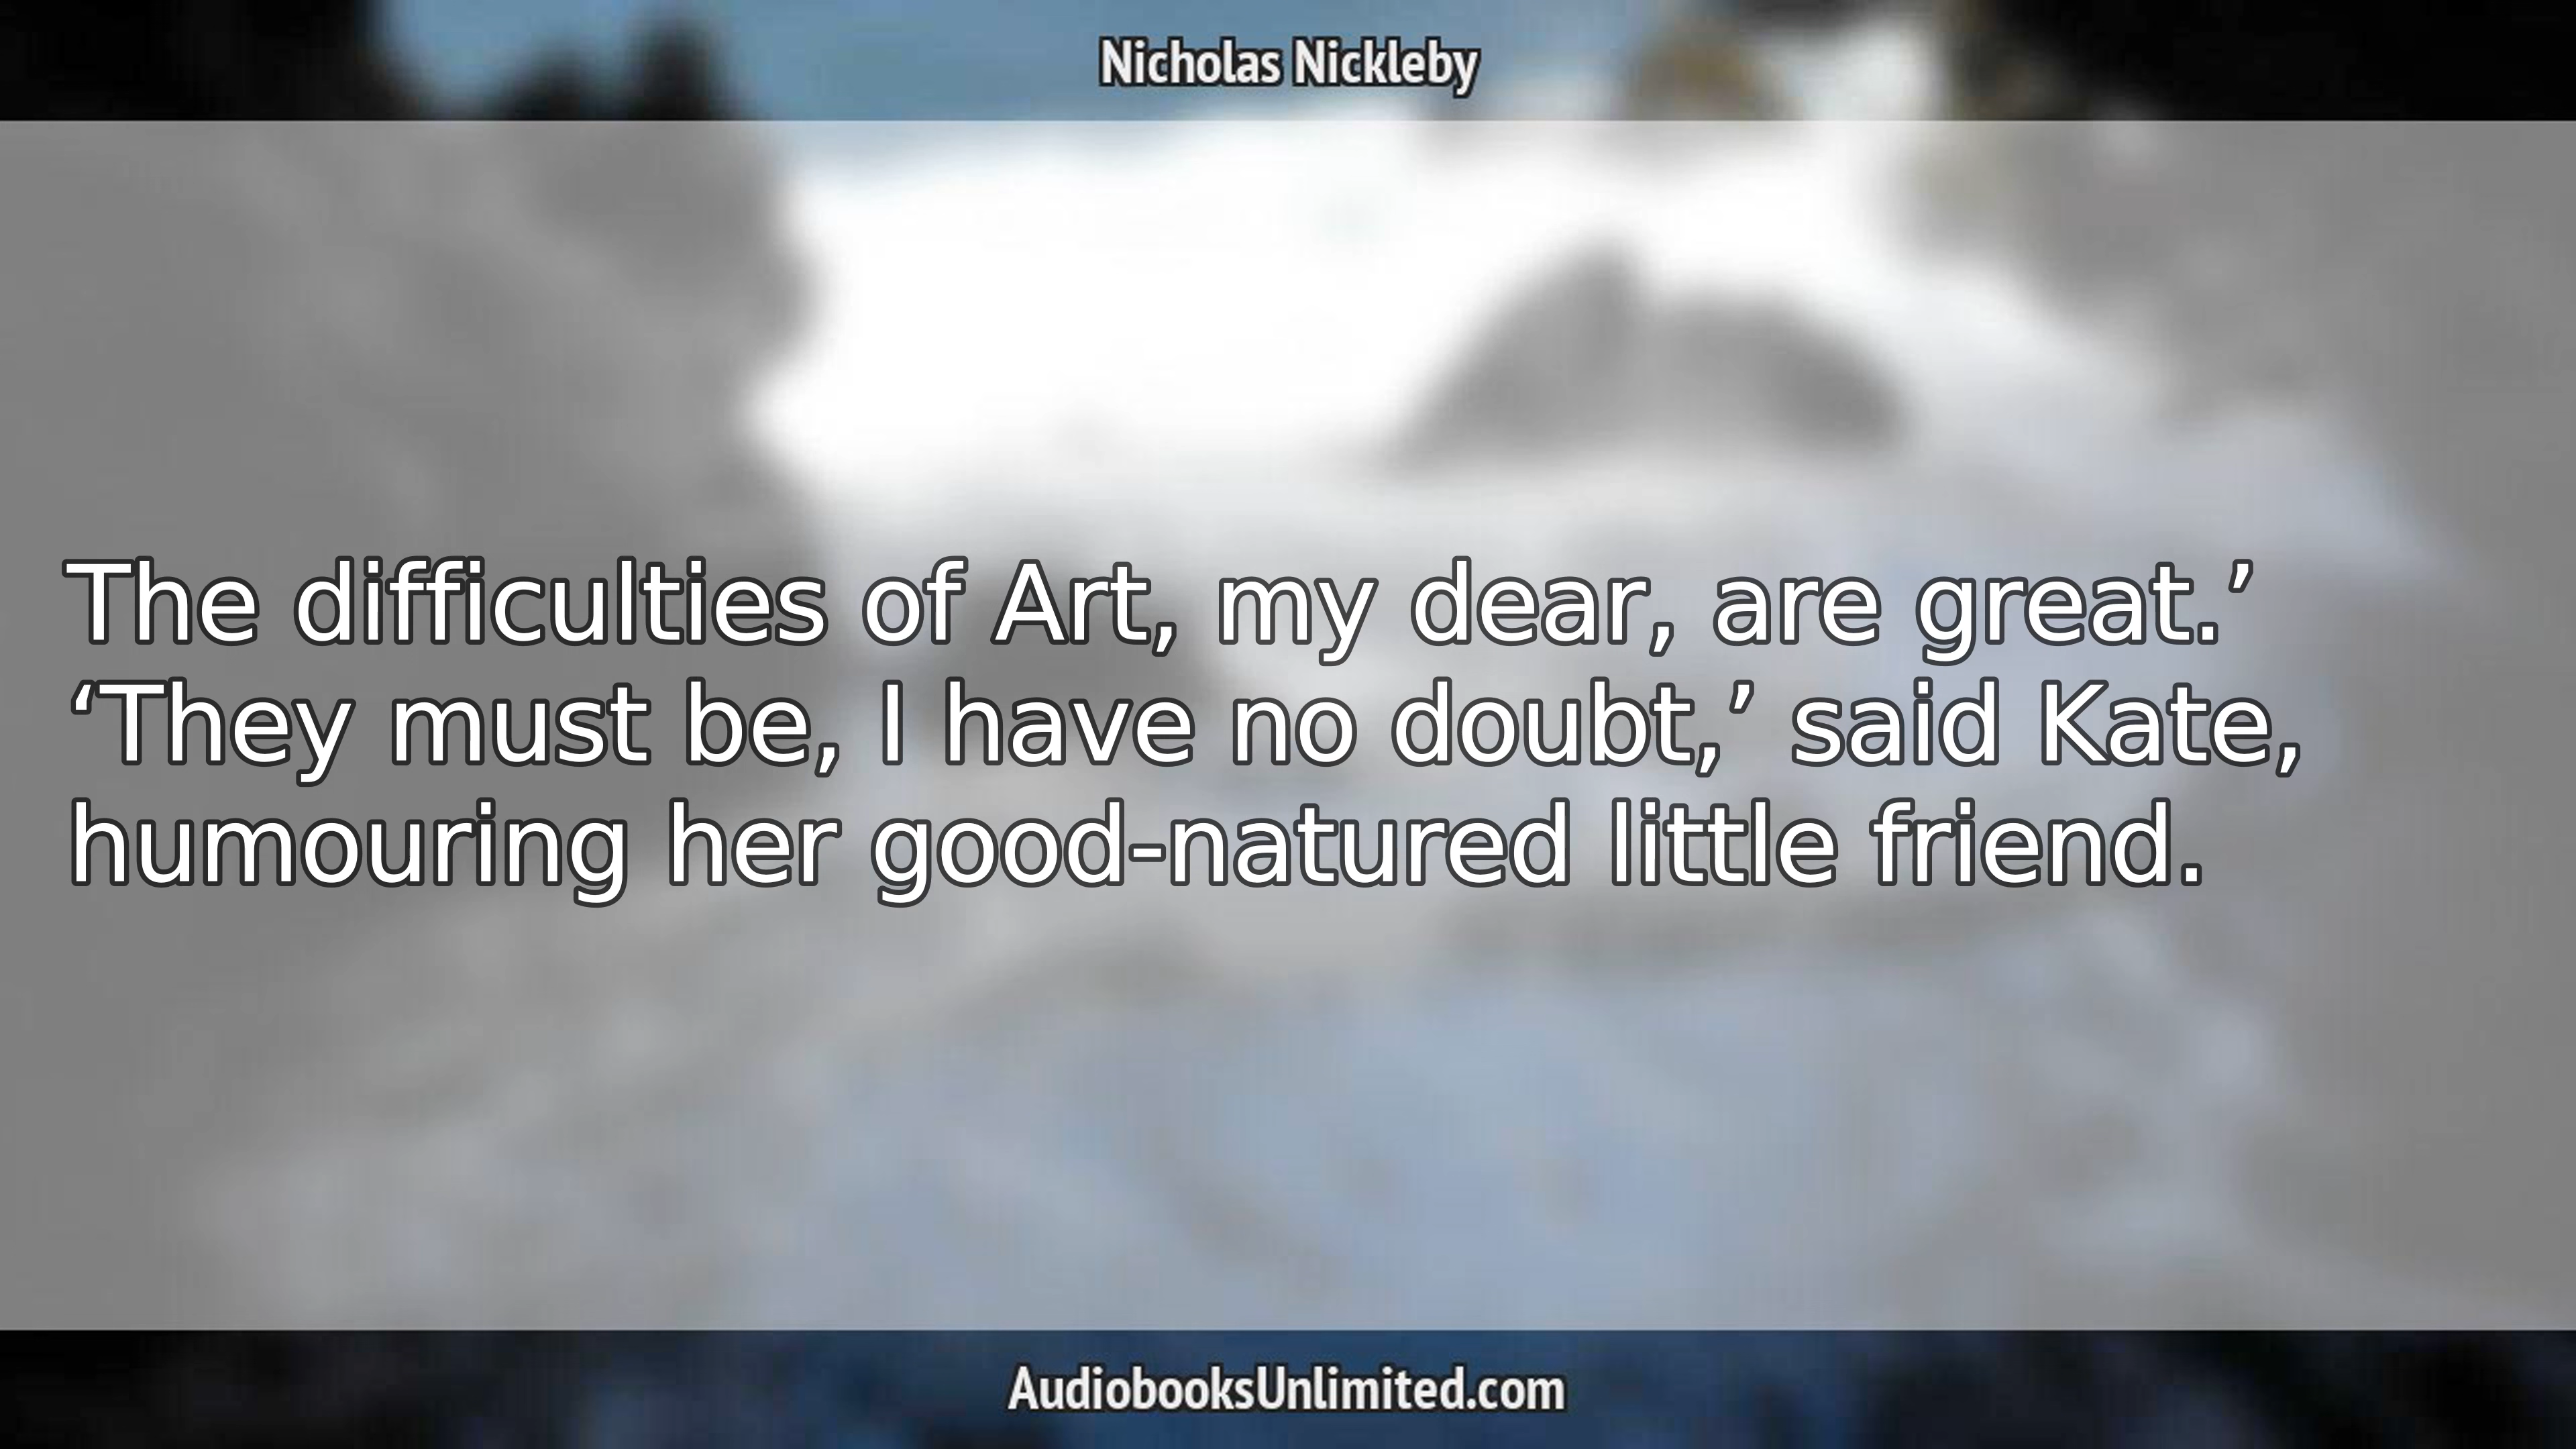 Nicholas Nickleby
The difficulties of Art, my dear, are great.’
‘They must be, I have no doubt,’ said Kate,
humouring her good-natured little friend.
AudiobooksUnlimited.com